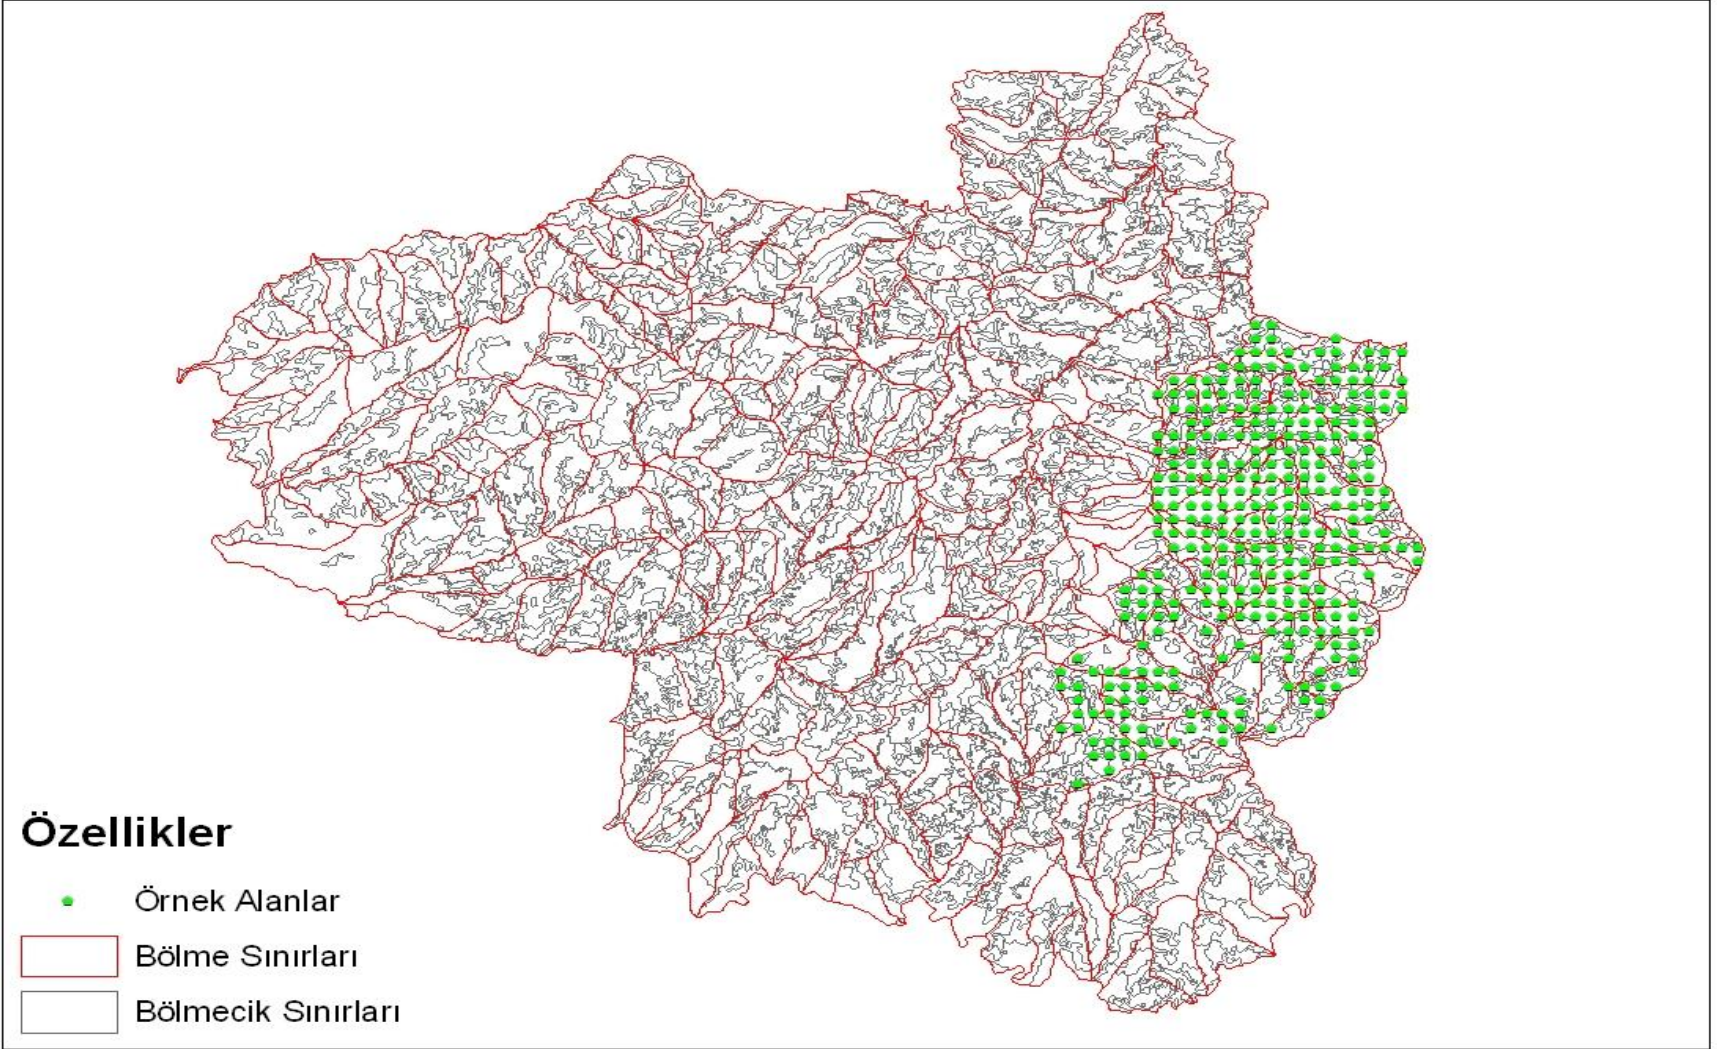 Özellikler
Örnek Alanlar
Bölme Sınırları
Bölmecik Sınırları